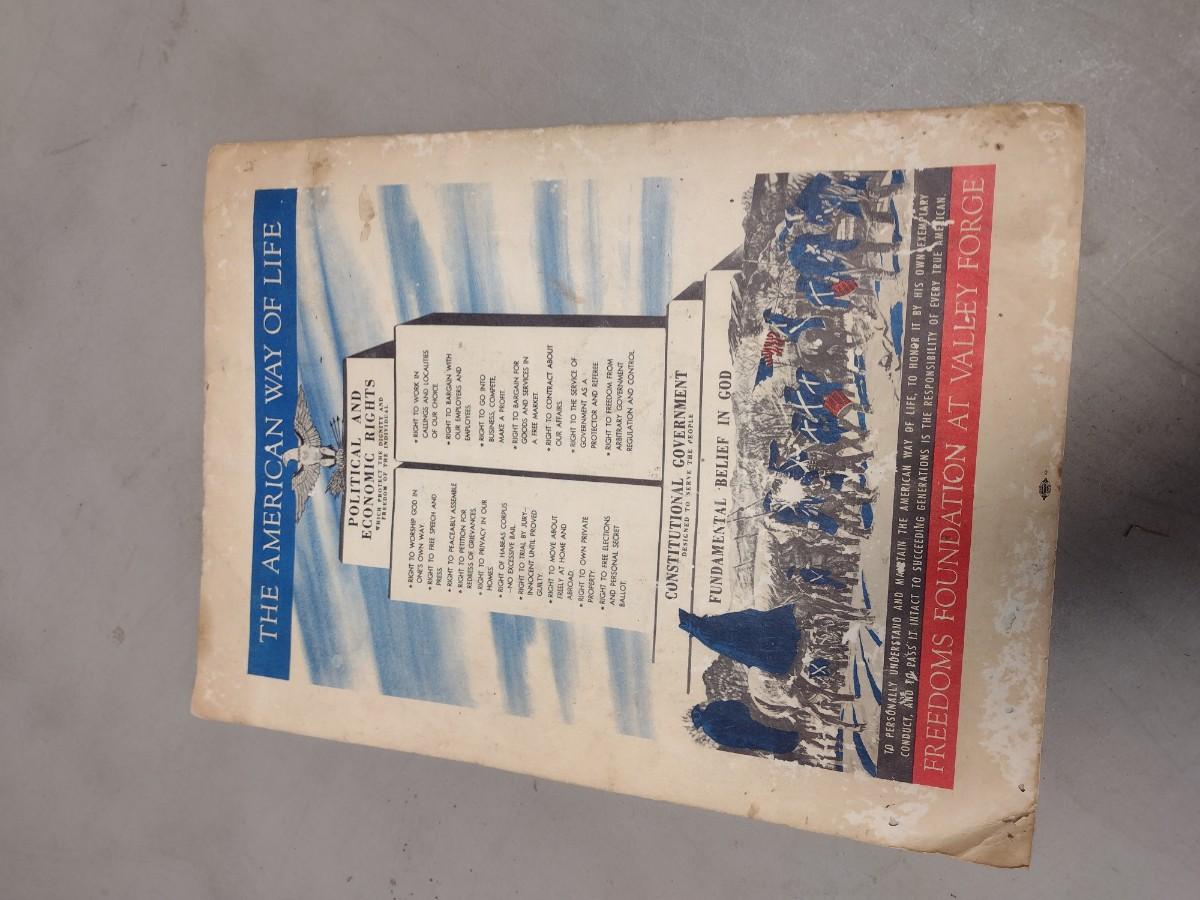 THE AMERICAN WAY OF LIFE
POLITICAL AND
ECONOMIC RIGHTS
WHICH PROTECT THE DIGNITY AND
FREEDOM OF THE INDIVIDUAL
• RIGHT TO WORSHIP GOD IN
ONE'S OWN WAY.
• RIGHT TO FREE SPEECH AND
PRESS.
• RIGHT TO PEACEABLY ASSEMBLE
• RIGHT TO PETITION FOR
REDRESS OF GRIEVANCES.
• RIGHT TO PRIVACY IN OUR
HOMES.
• RIGHT OF HABEAS CORPUS
—NO EXCESSIVE BAIL.
• RIGHT TO TRIAL BY JURY—
INNOCENT UNTIL PROVED
GUILTY.
• RIGHT TO MOVE ABOUT
FREELY AT HOME AND
ABROAD.
• RIGHT TO OWN PRIVATE
PROPERTY.
• RIGHT TO FREE ELECTIONS
AND PERSONAL SECRET
BALLOT.
• RIGHT TO WORK IN
CALLINGS AND LOCALITIES
OF OUR CHOICE.
• RIGHT TO BARGAIN WITH
OUR EMPLOYERS AND
EMPLOYEES.
• RIGHT TO GO INTO
BUSINESS, COMPETE,
MAKE A PROFIT.
• RIGHT TO BARGAIN FOR
GOODS AND SERVICES IN
A FREE MARKET.
• RIGHT TO CONTRACT ABOUT
OUR AFFAIRS.
• RIGHT TO THE SERVICE OF
GOVERNMENT AS A
PROTECTOR AND REFEREE.
• RIGHT TO FREEDOM FROM
ARBITRARY GOVERNMENT
REGULATION AND CONTROL
CONSTITUTIONAL GOVERNMENT
DESIGNED TO SERVE THE PEOPLE
FUNDAMENTAL BELIEF IN GOD
TO PERSONALLY UNDERSTAND AND MAINTAIN THE AMERICAN WAY OF LIFE, TO HONOR IT BY HIS OWN EXEMPLARY
CONDUCT, AND TO PASS IT INTACT TO SUCCEEDING GENERATIONS IS THE RESPONSIBILITY OF EVERY TRUE AMERICAN.
FREEDOMS FOUNDATION AT VALLEY FORGE